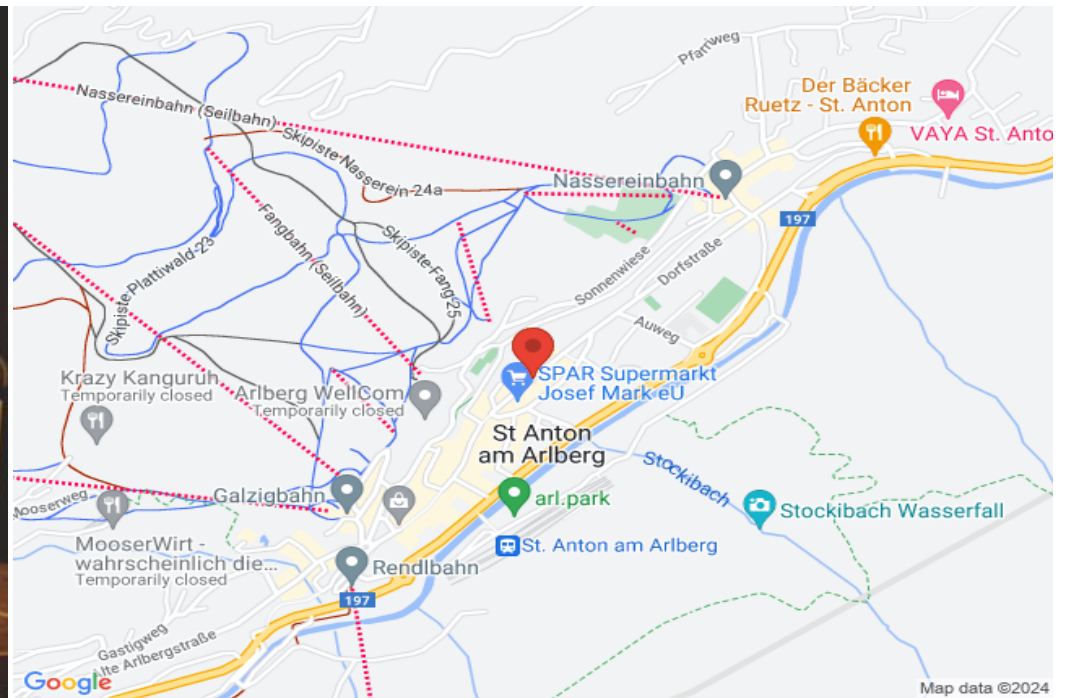 Pfarrweg
Der Bäcker
Ruetz - St. Anton
VAYA St. Anto
Nassereinbahn (Seilbahn)
Skipiste Nasserein 24a
Nassereinbahn
197
Fangbahn (Seilbahn)
Skipiste-Fang-25
Skipiste Plattiwald-23
Sonnenwiese
Dorfstraße
Auweg
SPAR Supermarkt
Josef Mark eU
Krazy Kanguruh
Temporarily closed
Arlberg WellCom
Temporarily closed
St Anton
am Arlberg
Stockibach
Galzigbahn
arl.park
Stockibach Wasserfall
Mooserweg
MooserWirt -
wahrscheinlich die...
Temporarily closed
St. Anton am Arlberg
Rendlbahn
197
Gastigweg
Alte Arlbergstraße
Google
Map data ©2024